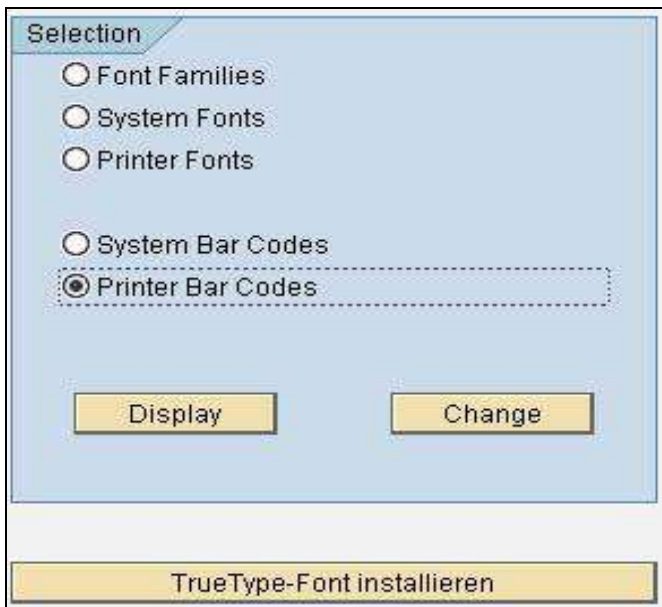 Selection
Font Families
System Fonts
Printer Fonts
System Bar Codes
Printer Bar Codes
Display Change
TrueType-Font installieren